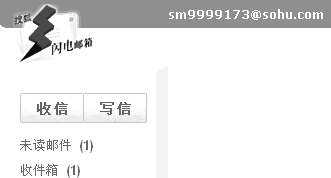 sm9999173@sohu.com
搜狐
闪电邮箱
收信 写信
未读邮件 (1)
收件箱 (1)